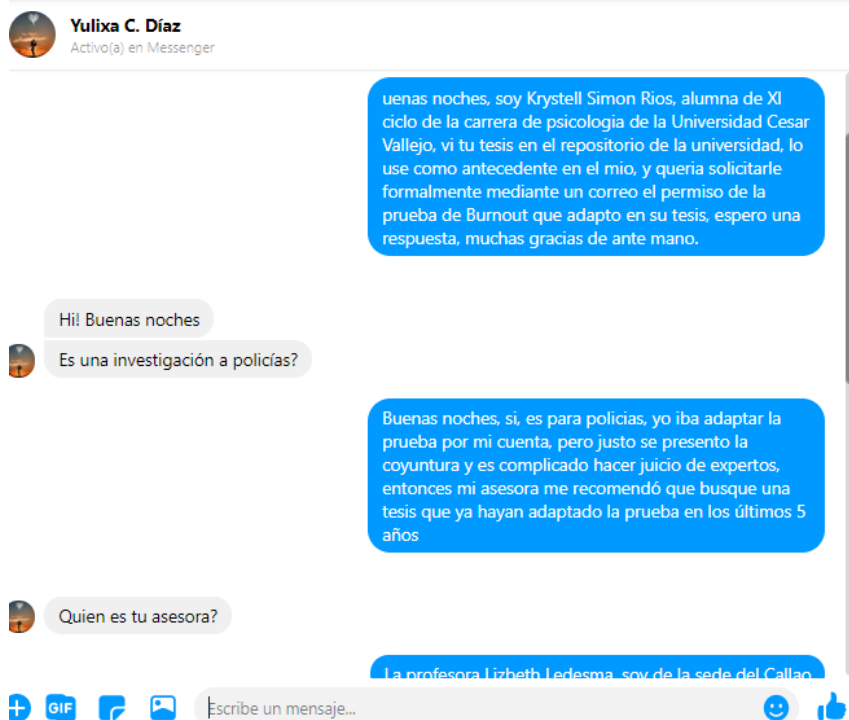 Yulixa C. Díaz
Activo(a) en Messenger
uenas noches, soy Krystell Simon Rios, alumna de XI
ciclo de la carrera de psicologia de la Universidad Cesar
Vallejo, vi tu tesis en el repositorio de la universidad, lo
use como antecedente en el mio, y queria solicitarle
formalmente mediante un correo el permiso de la
prueba de Burnout que adapto en su tesis, espero una
respuesta, muchas gracias de ante mano.
Hi! Buenas noches
Es una investigación a policías?
Buenas noches, si, es para policias, yo iba adaptar la
prueba por mi cuenta, pero justo se presento la
coyuntura y es complicado hacer juicio de expertos,
entonces mi asesora me recomendó que busque una
tesis que ya hayan adaptado la prueba en los últimos 5
años
Quien es tu asesora?
La profesora Lizbeth Ledesma, soy de la sede del Callao
GIF
Escribe un mensaje...